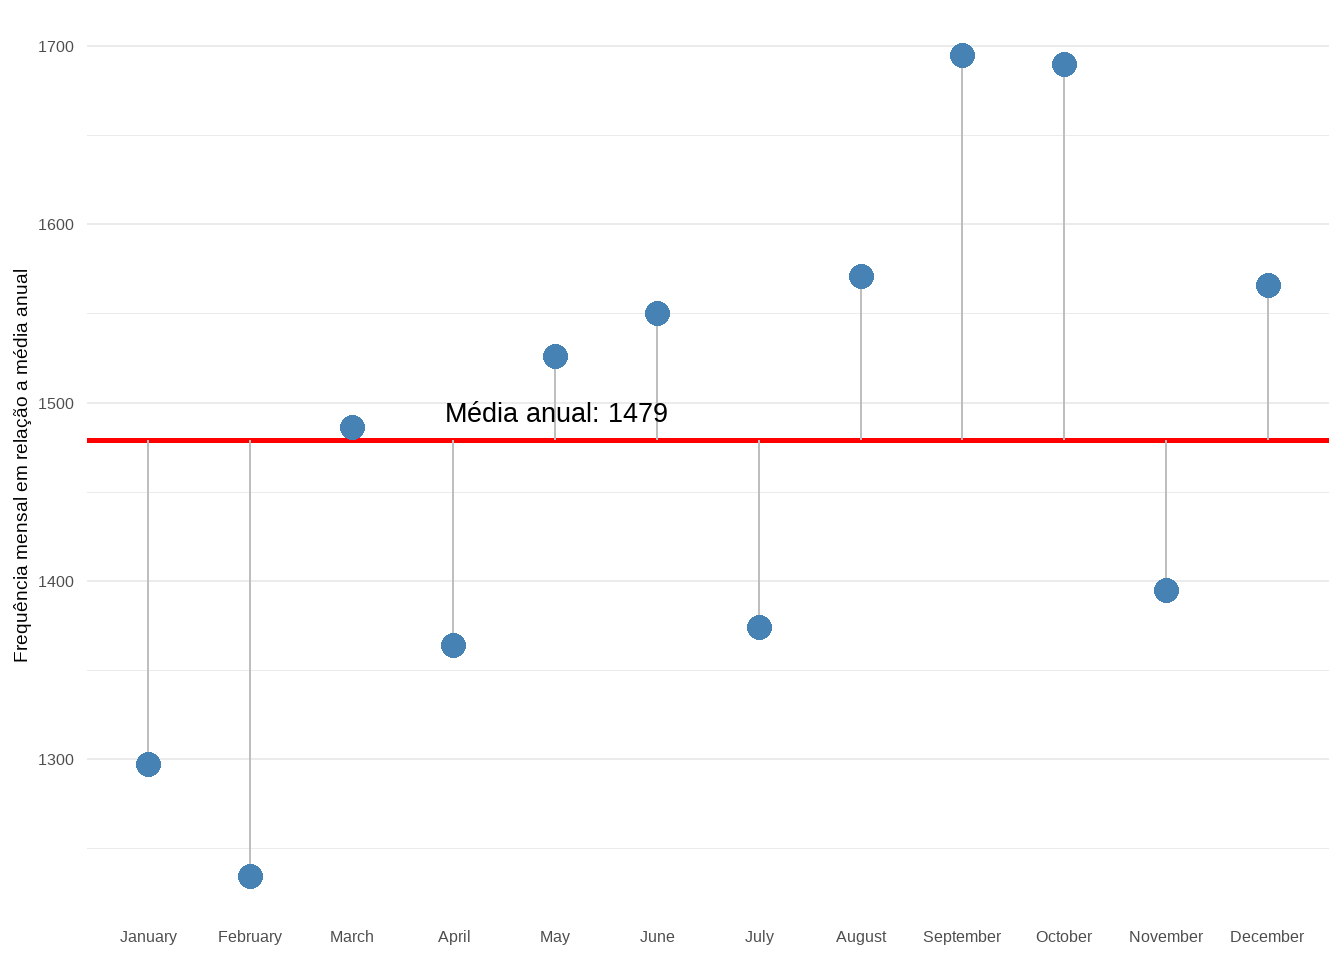 Frequência mensal em relação a média anual
1700
1600
1500
1400
1300
Média anual: 1479
January February March April May June July August September October November December